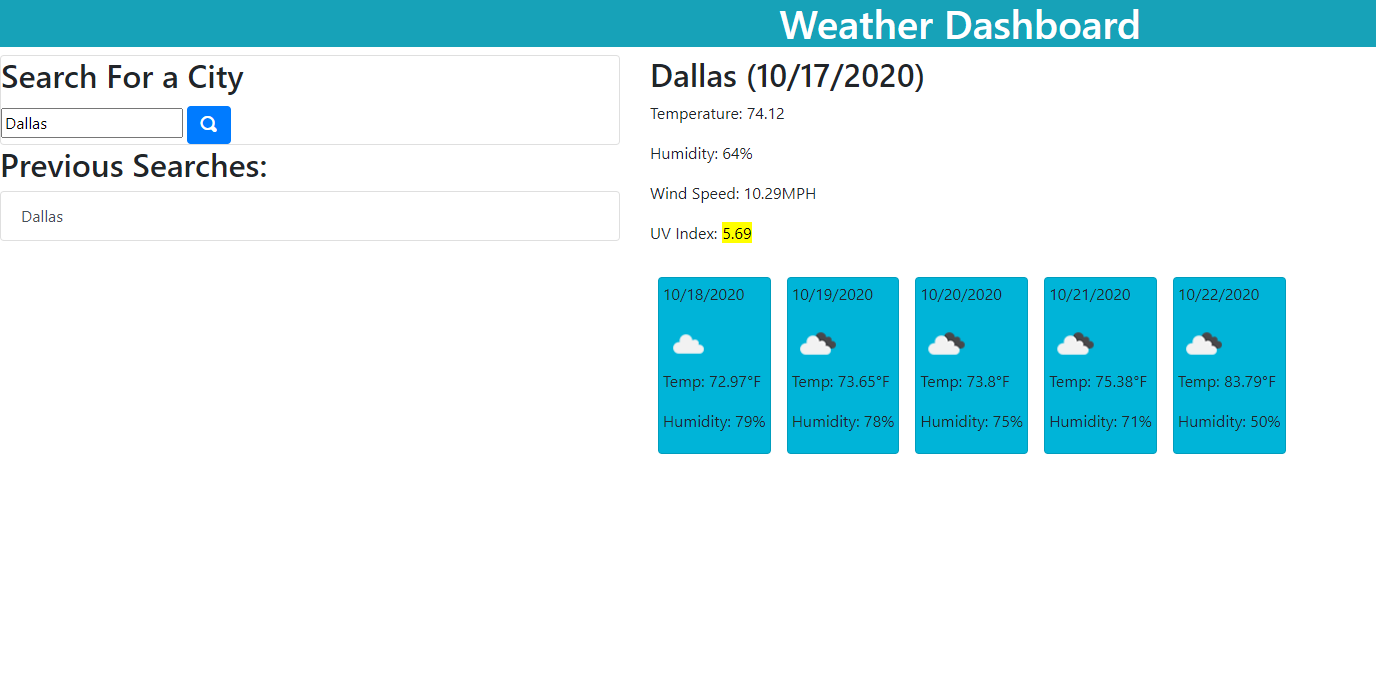 Weather Dashboard
Search For a City
Dallas
Previous Searches:
Dallas
Dallas (10/17/2020)
Temperature: 74.12
Humidity: 64%
Wind Speed: 10.29MPH
UV Index: 5.69
10/18/2020
Temp: 72.97°F
Humidity: 79%
10/19/2020
Temp: 73.65°F
Humidity: 78%
10/20/2020
Temp: 73.8°F
Humidity: 75%
10/21/2020
Temp: 75.38°F
Humidity: 71%
10/22/2020
Temp: 83.79°F
Humidity: 50%